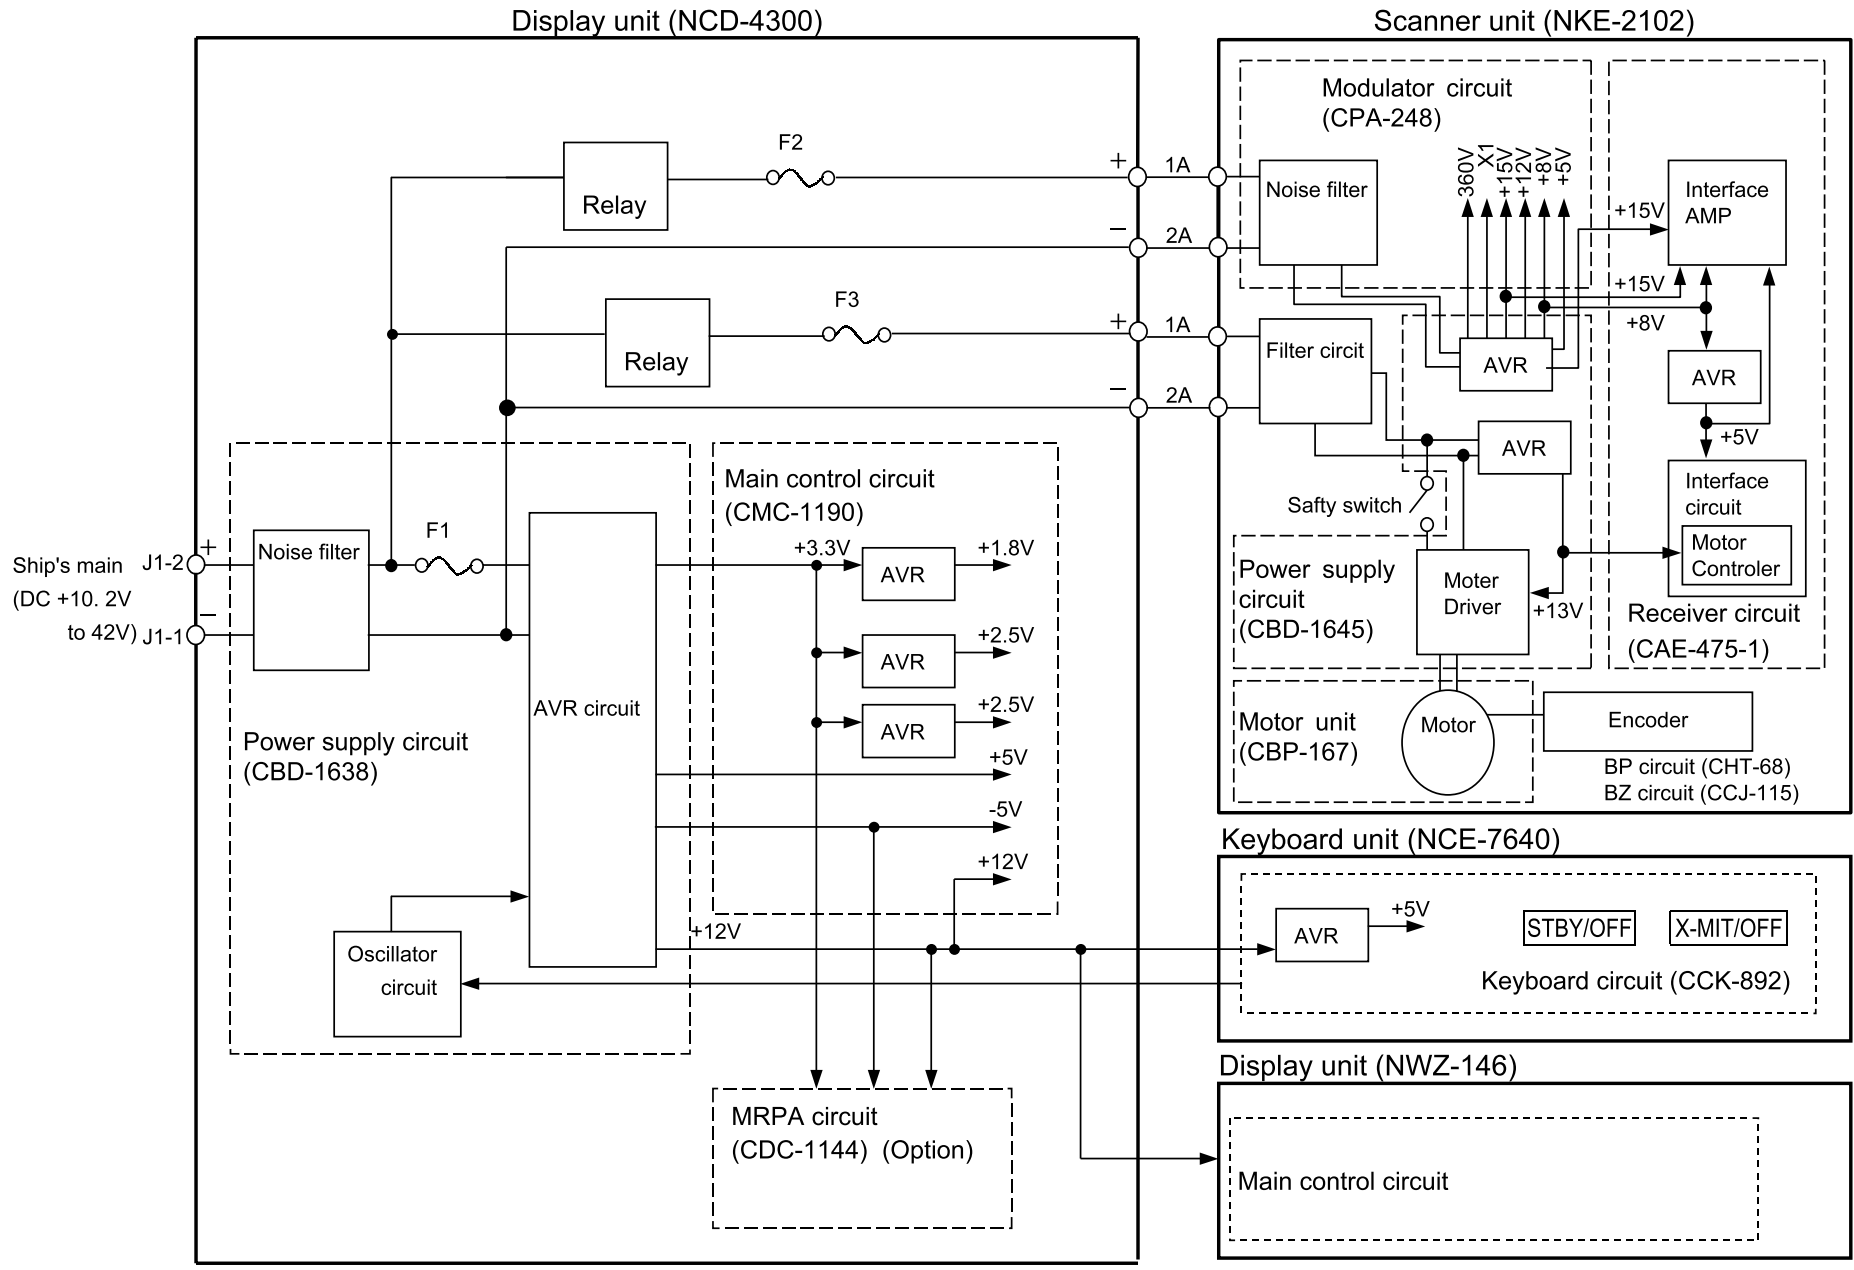 Display unit (NCD-4300)
Scanner unit (NKE-2102)
Modulator circuit
(CPA-248)
F2
Relay
+
1A
−
2A
Noise filter
360V
X1
+15V
+12V
+8V
+5V
+15V
Interface
AMP
+15V
+8V
F3
Relay
+
1A
−
2A
Filter circit
AVR
AVR
+5V
AVR
Safty switch
Interface
circuit
Motor
Controler
Power supply
circuit
(CBD-1645)
Moter
Driver
+13V
Receiver circuit
(CAE-475-1)
Motor unit
(CBP-167)
Motor
Encoder
BP circuit (CHT-68)
BZ circuit (CCJ-115)
Main control circuit
(CMC-1190)
Ship's main
(DC +10. 2V
to 42V)
J1-2
+
−
J1-1
Noise filter
F1
AVR circuit
+3.3V
AVR
+1.8V
AVR
+2.5V
AVR
+2.5V
+5V
-5V
+12V
Power supply circuit
(CBD-1638)
Oscillator
circuit
+12V
Keyboard unit (NCE-7640)
AVR
+5V
STBY/OFF
X-MIT/OFF
Keyboard circuit (CCK-892)
Display unit (NWZ-146)
Main control circuit
MRPA circuit
(CDC-1144) (Option)